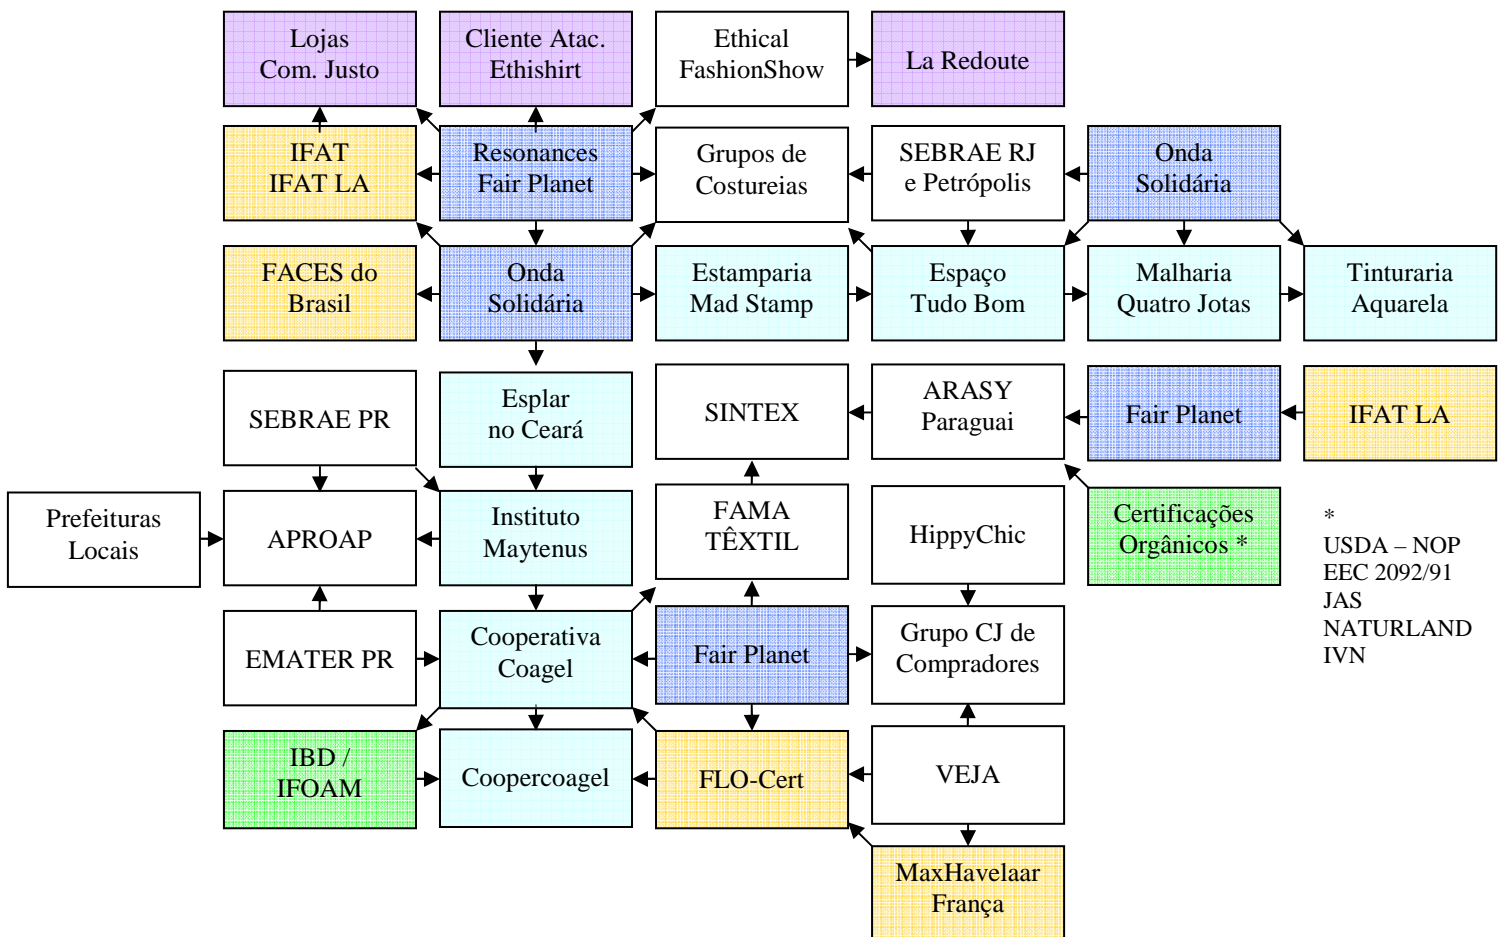 Lojas
Com. Justo
Cliente Atac.
Ethishirt
Ethical
FashionShow
La Redoute
IFAT
IFAT LA
Resonances
Fair Planet
Grupos de
Costureias
SEBRAE RJ
e Petrópolis
Onda
Solidária
FACES do
Brasil
Onda
Solidária
Estamparia
Mad Stamp
Espaço
Tudo Bom
Malharia
Quatro Jotas
Tinturaria
Aquarela
SEBRAE PR
Esplar
no Ceará
SINTEX
ARASY
Paraguai
Fair Planet
IFAT LA
Prefeituras
Locais
APROAP
Instituto
Maytenus
FAMA
TÊXTIL
HippyChic
Certificações
Orgânicos *
*
USDA – NOP
EEC 2092/91
JAS
NATURLAND
IVN
EMATER PR
Cooperativa
Coagel
Fair Planet
Grupo CJ de
Compradores
IBD /
IFOAM
Coopercoagel
FLO-Cert
VEJA
MaxHavelaar
França